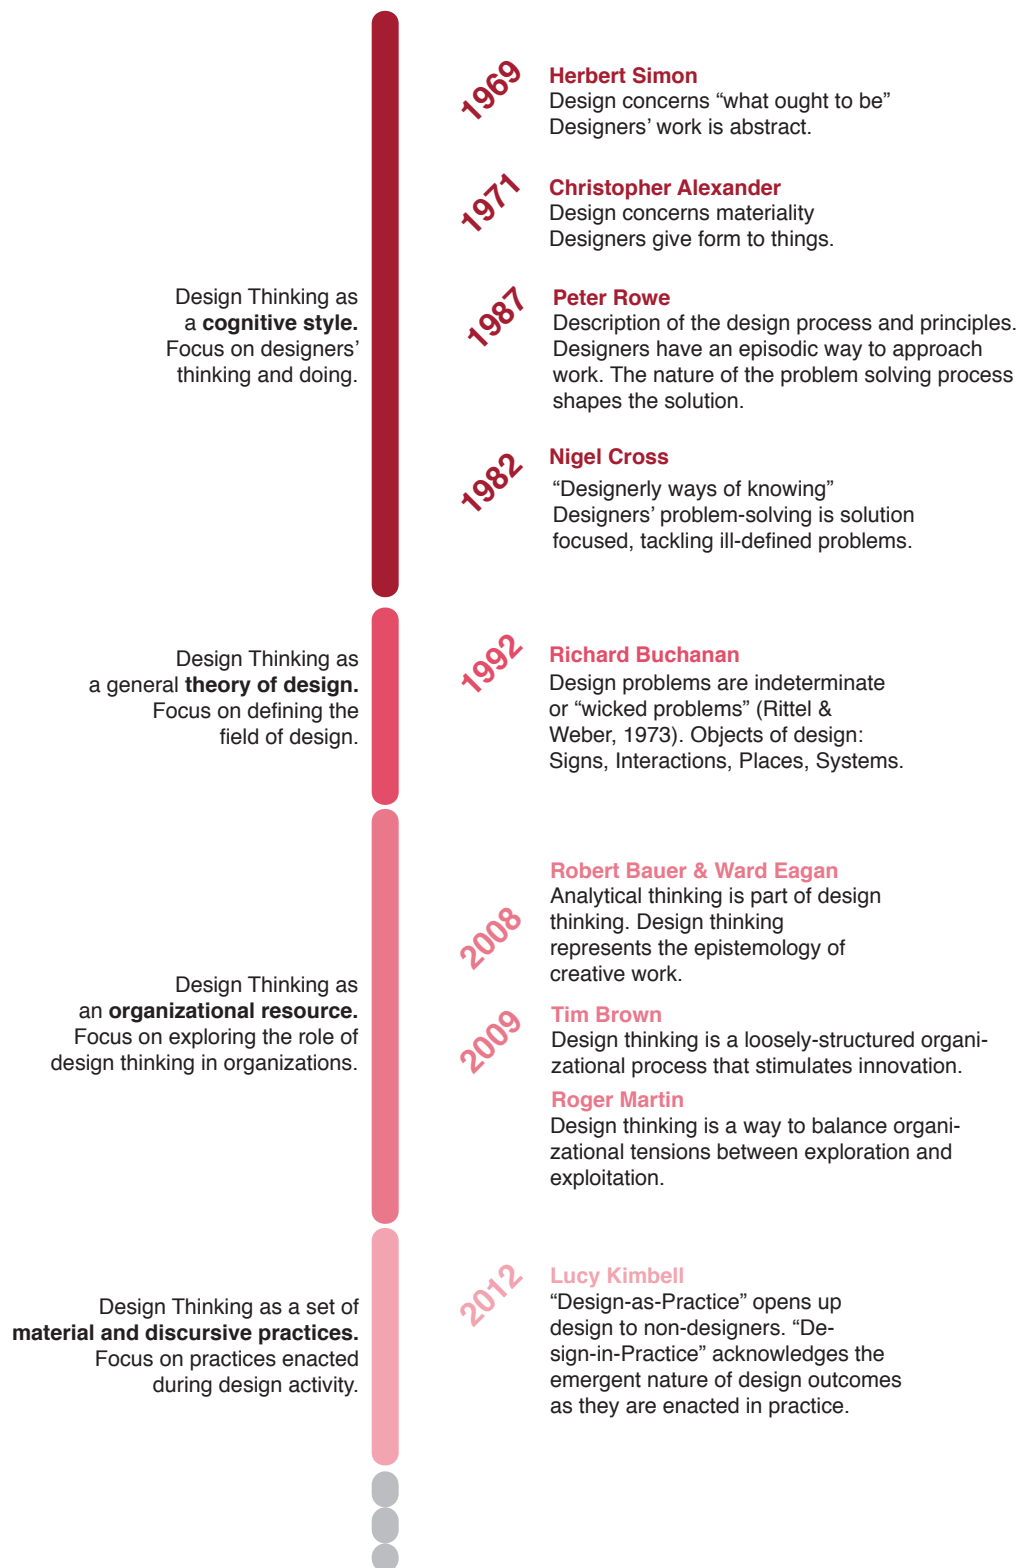 1969
Herbert Simon
Design concerns “what ought to be”
Designers’ work is abstract.
1971
Christopher Alexander
Design concerns materiality
Designers give form to things.
Design Thinking as
a cognitive style.
Focus on designers’
thinking and doing.
1987
Peter Rowe
Description of the design process and principles.
Designers have an episodic way to approach
work. The nature of the problem solving process
shapes the solution.
1982
Nigel Cross
“Designerly ways of knowing”
Designers’ problem-solving is solution
focused, tackling ill-defined problems.
Design Thinking as
a general theory of design.
Focus on defining the
field of design.
1992
Richard Buchanan
Design problems are indeterminate
or “wicked problems” (Rittel &
Weber, 1973). Objects of design:
Signs, Interactions, Places, Systems.
Design Thinking as
an organizational resource.
Focus on exploring the role of
design thinking in organizations.
2008
Robert Bauer & Ward Eagan
Analytical thinking is part of design
thinking. Design thinking
represents the epistemology of
creative work.
2009
Tim Brown
Design thinking is a loosely-structured organi-
zational process that stimulates innovation.
Roger Martin
Design thinking is a way to balance organi-
zational tensions between exploration and
exploitation.
Design Thinking as a set of
material and discursive practices.
Focus on practices enacted
during design activity.
2012
Lucy Kimbell
“Design-as-Practice” opens up
design to non-designers. “De-
sign-in-Practice” acknowledges the
emergent nature of design outcomes
as they are enacted in practice.